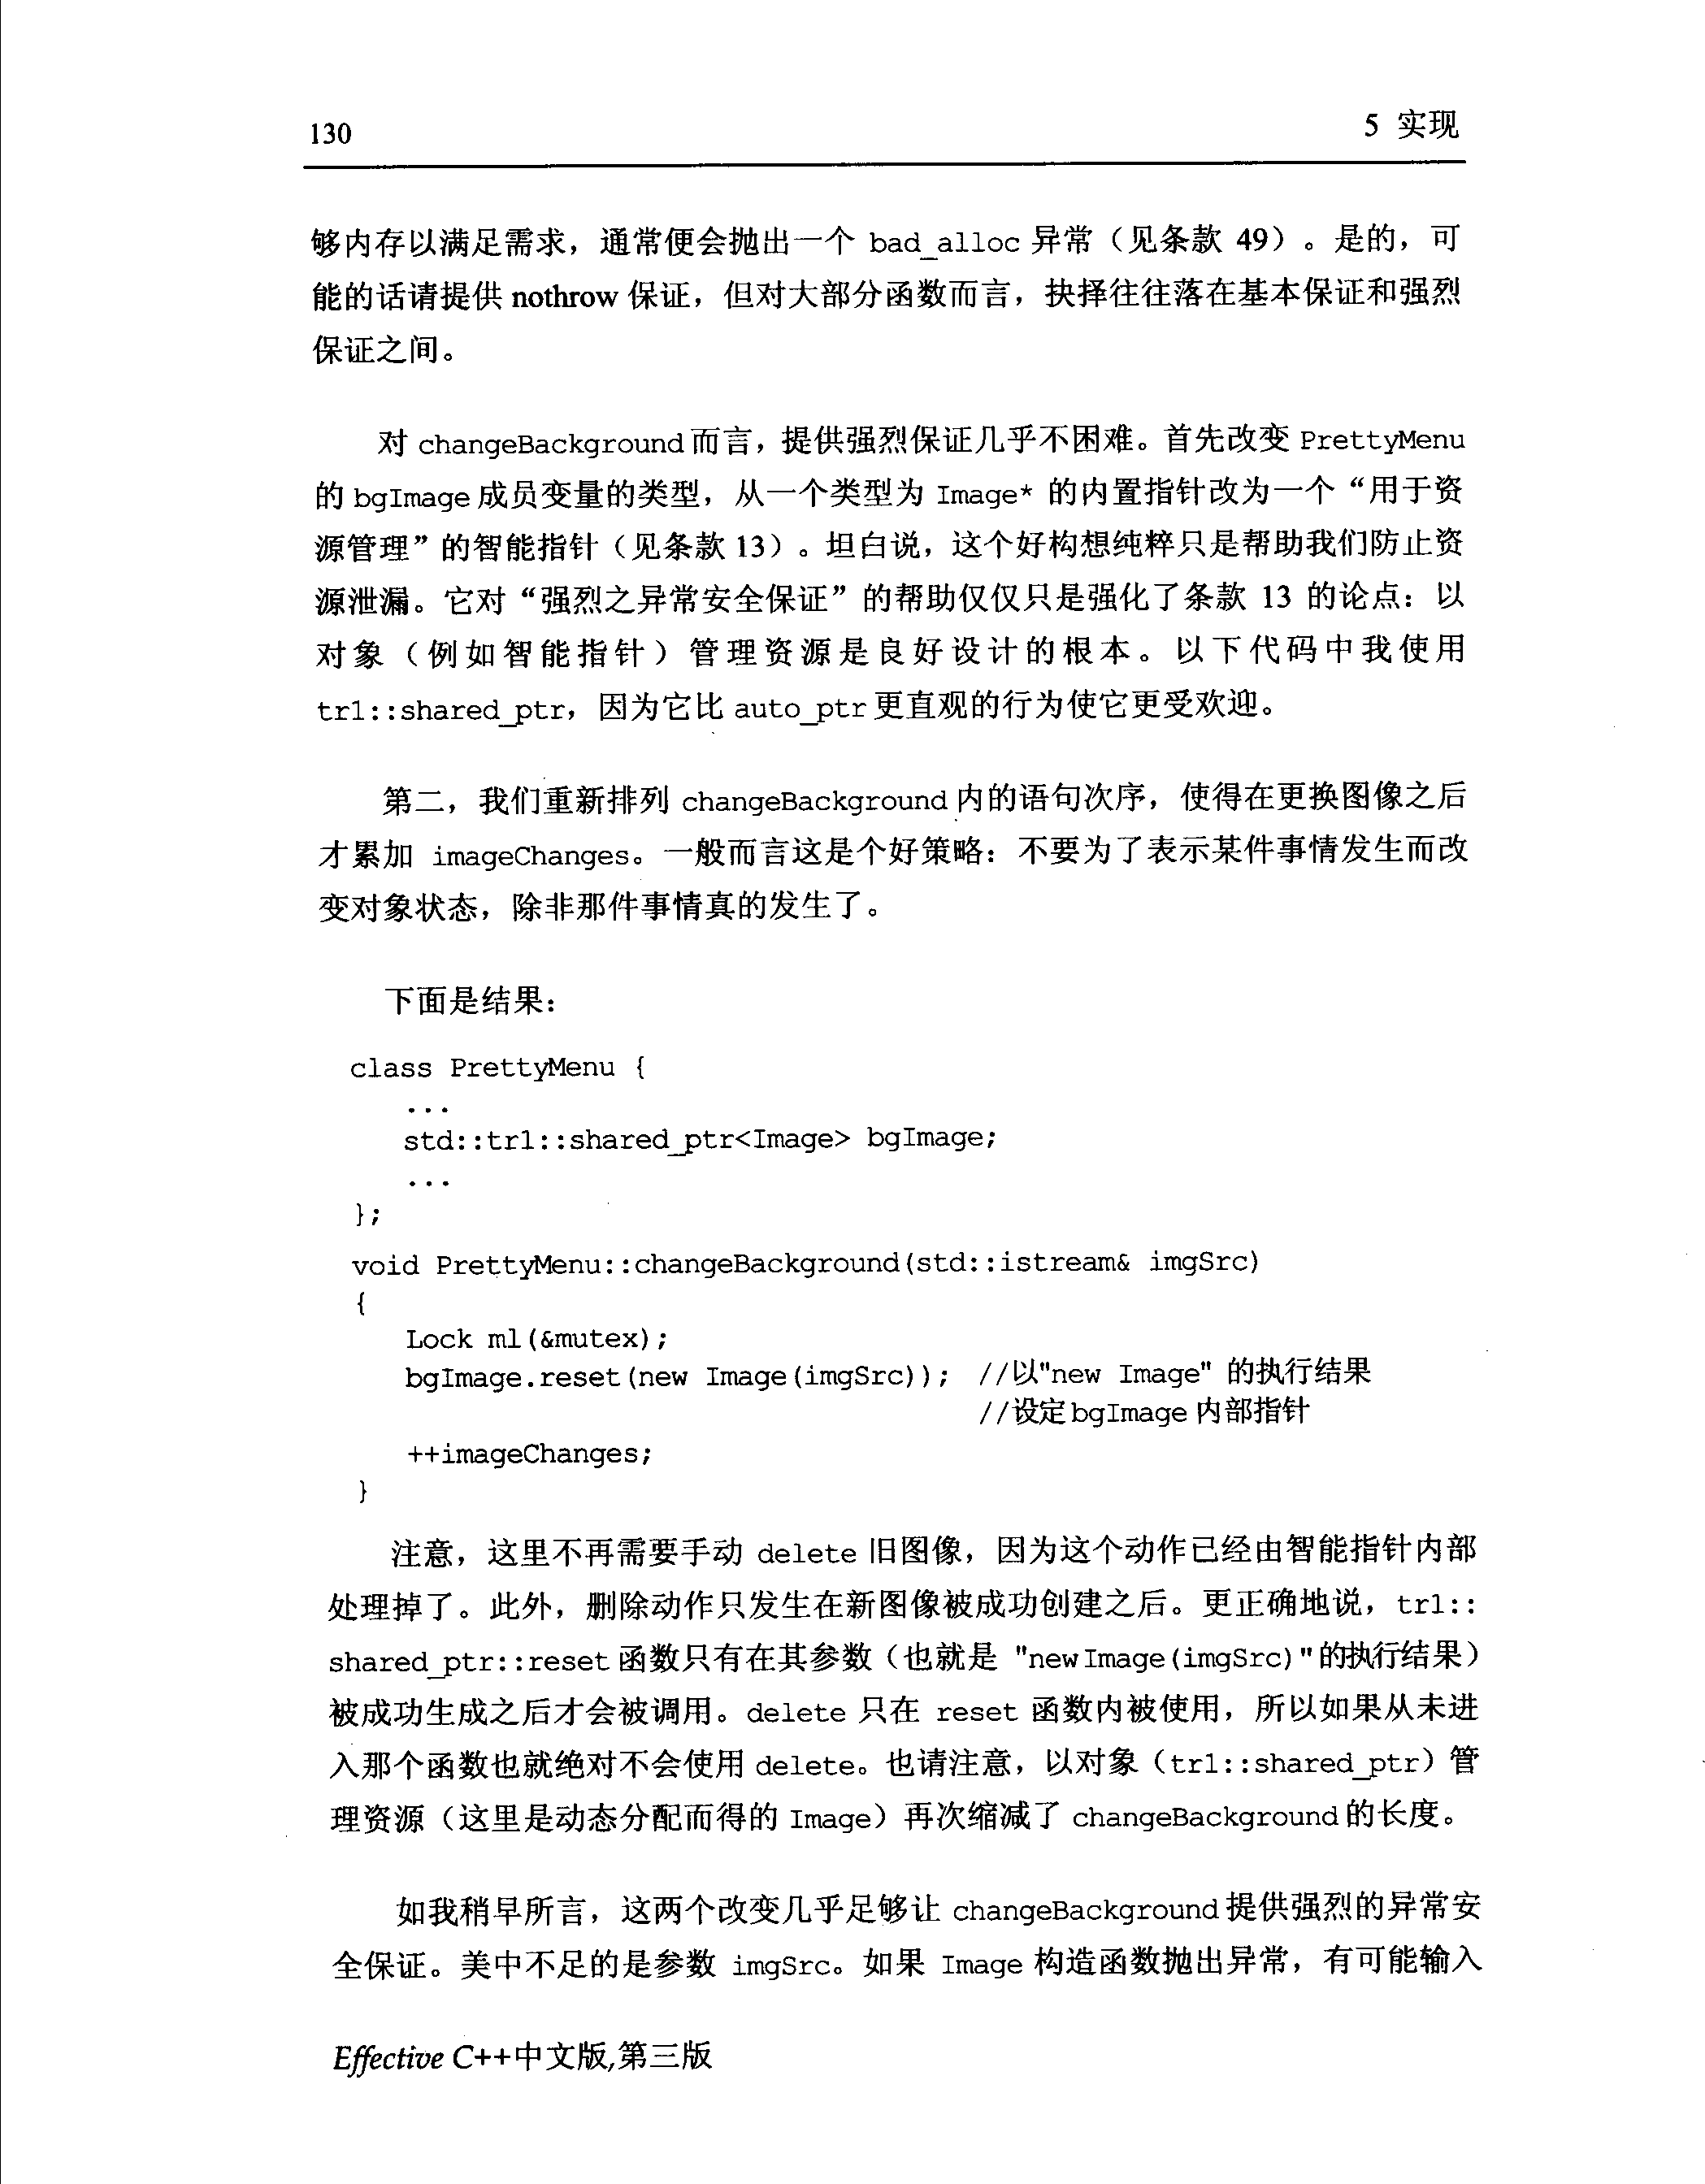 130
5 实现
够内存以满足需求，通常便会抛出一个 bad_alloc 异常（见条款 49）。是的，可
能的话请提供 nothrow 保证，但对大部分函数而言，抉择往往落在基本保证和强烈
保证之间。
对 changeBackground 而言，提供强烈保证几乎不困难。首先改变 PrettyMenu
的 bgImage 成员变量的类型，从一个类型为 Image* 的内置指针改为一个“用于资
源管理”的智能指针（见条款 13）。坦白说，这个好构想纯粹只是帮助我们防止资
源泄漏。它对“强烈之异常安全保证”的帮助仅仅只是强化了条款 13 的论点：以
对象（例如智能指针）管理资源是良好设计的根本。以下代码中我使用
tr1::shared_ptr，因为它比 auto_ptr 更直观的行为使它更受欢迎。
第二，我们重新排列 changeBackground 内的语句次序，使得在更换图像之后
才累加 imageChanges。一般而言这是个好策略：不要为了表示某件事情发生而改
变对象状态，除非那件事情真的发生了。
下面是结果：
class PrettyMenu {
...
std::tr1::shared_ptr<Image> bgImage;
...
};
void PrettyMenu::changeBackground(std::istream& imgSrc)
{
Lock ml(&mutex);
bgImage.reset(new Image(imgSrc)); //以"new Image" 的执行结果
//设定 bgImage 内部指针
++imageChanges;
}
注意，这里不再需要手动 delete 旧图像，因为这个动作已经由智能指针内部
处理掉了。此外，删除动作只发生在新图像被成功创建之后。更正确地说，tr1::
shared_ptr::reset 函数只有在其参数（也就是 "new Image(imgSrc)"的执行结果）
被成功生成之后才会被调用。delete 只在 reset 函数内被使用，所以如果从未进
入那个函数也就绝对不会使用 delete。也请注意，以对象（tr1::shared_ptr）管
理资源（这里是动态分配而得的 Image）再次缩减了 changeBackground 的长度。
如我稍早所言，这两个改变几乎足够让 changeBackground 提供强烈的异常安
全保证。美中不足的是参数 imgSrc。如果 Image 构造函数抛出异常，有可能输入
Effective C++中文版,第三版